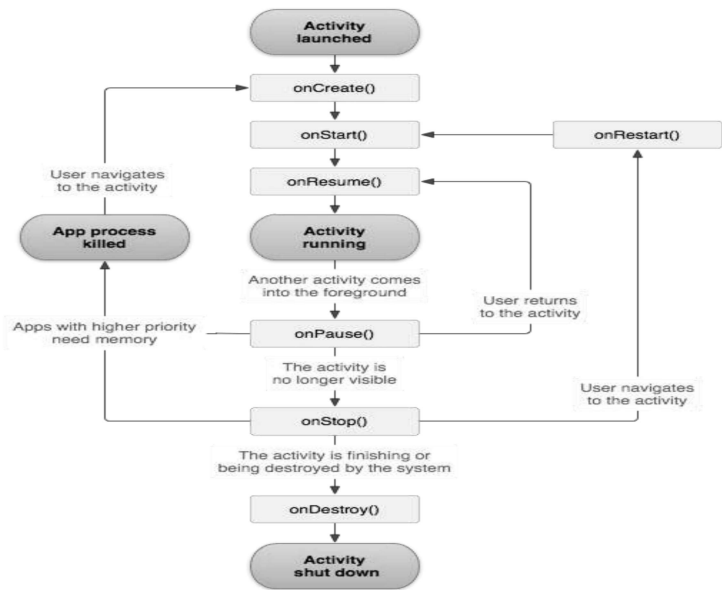 Activity
launched
onCreate()
onStart()
onRestart()
User navigates
to the activity
onResume()
App process
killed
Activity
running
Another activity comes
into the foreground
User returns
to the activity
Apps with higher priority
need memory
onPause()
The activity is
no longer visible
User navigates
to the activity
onStop()
The activity is finishing or
being destroyed by the system
onDestroy()
Activity
shut down